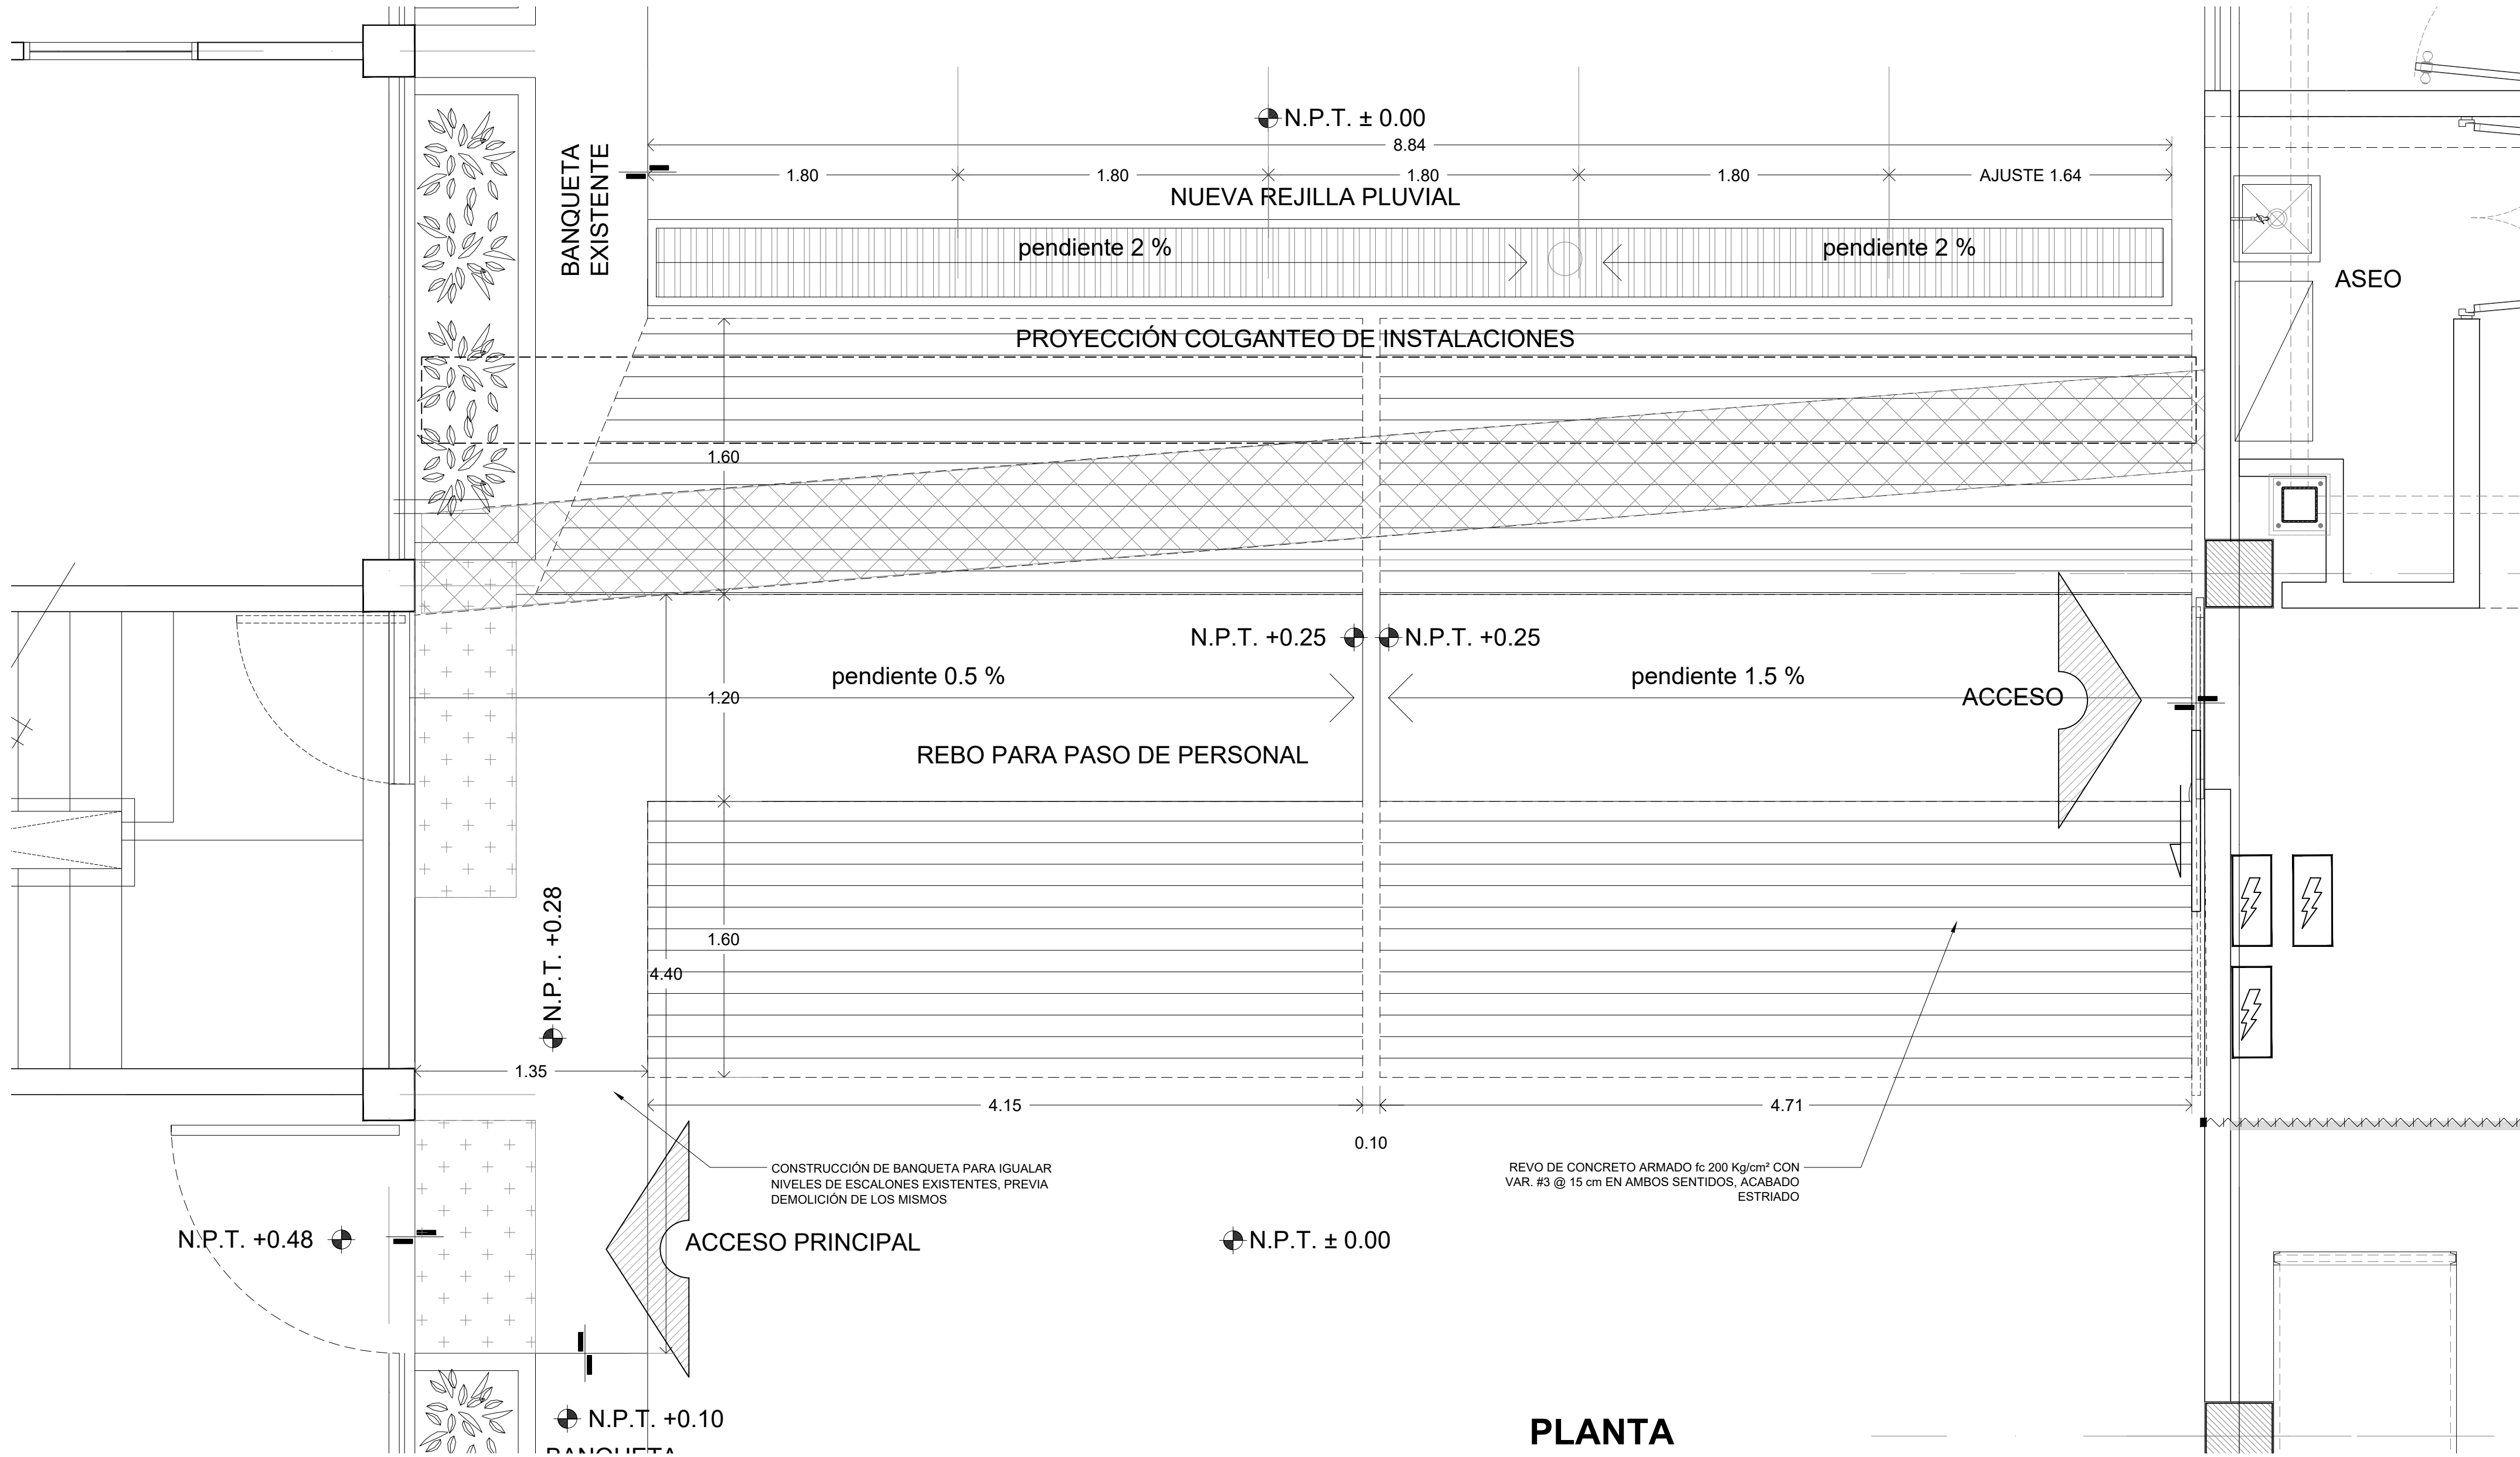 N.P.T. ± 0.00
8.84
1.80
1.80
1.80
1.80
AJUSTE 1.64
BANQUETA
EXISTENTE
NUEVA REJILLA PLUVIAL
pendiente 2 %
pendiente 2 %
ASEO
PROYECCIÓN COLGANTEO DE INSTALACIONES
1.60
N.P.T. +0.25
N.P.T. +0.25
pendiente 0.5 %
pendiente 1.5 %
1.20
ACCESO
REBO PARA PASO DE PERSONAL
N.P.T. +0.28
1.60
4.40
1.35
4.15
4.71
0.10
CONSTRUCCIÓN DE BANQUETA PARA IGUALAR
NIVELES DE ESCALONES EXISTENTES, PREVIA
DEMOLICIÓN DE LOS MISMOS
REVO DE CONCRETO ARMADO fc 200 Kg/cm² CON
VAR. #3 @ 15 cm EN AMBOS SENTIDOS, ACABADO
ESTRIADO
N.P.T. +0.48
ACCESO PRINCIPAL
N.P.T. ± 0.00
N.P.T. +0.10
BANQUETA
PLANTA